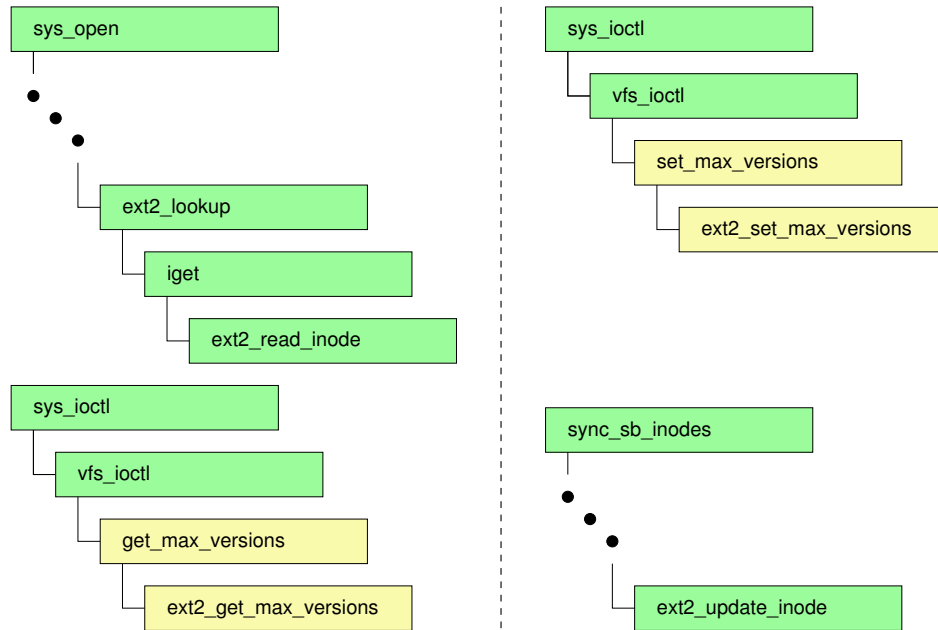 sys_open
ext2_lookup
iget
ext2_read_inode
sys_ioctl
vfs_ioctl
get_max_versions
ext2_get_max_versions
sys_ioctl
vfs_ioctl
set_max_versions
ext2_set_max_versions
sync_sb_inodes
ext2_update_inode